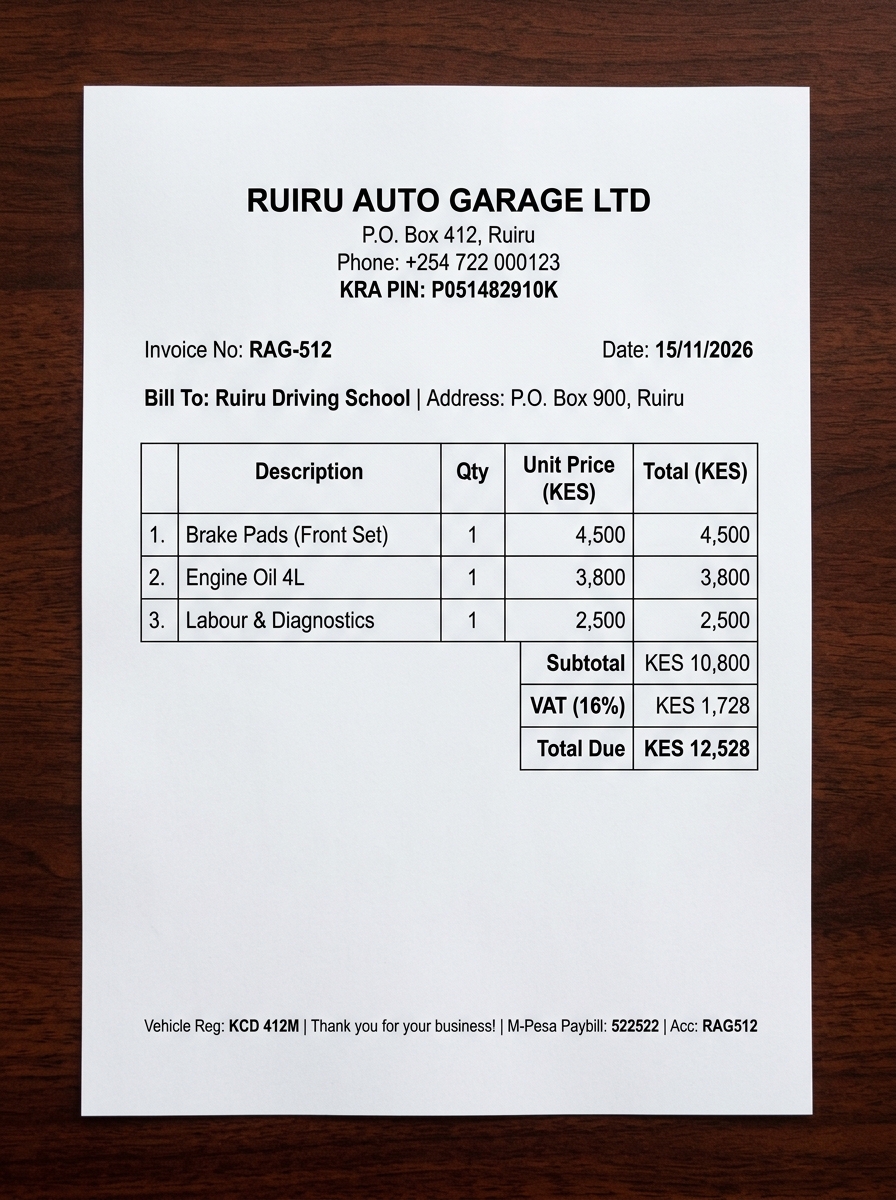 RUIRU AUTO GARAGE LTD
P.O. Box 412, Ruiru
Phone: +254 722 000123
KRA PIN: P051482910K
Invoice No: RAG-512 Date: 15/11/2026
Bill To: Ruiru Driving School | Address: P.O. Box 900, Ruiru
Description Qty Unit Price (KES) Total (KES)
1. Brake Pads (Front Set) 1 4,500 4,500
2. Engine Oil 4L 1 3,800 3,800
3. Labour & Diagnostics 1 2,500 2,500
Subtotal KES 10,800
VAT (16%) KES 1,728
Total Due KES 12,528
Vehicle Reg: KCD 412M | Thank you for your business! | M-Pesa Paybill: 522522 | Acc: RAG512